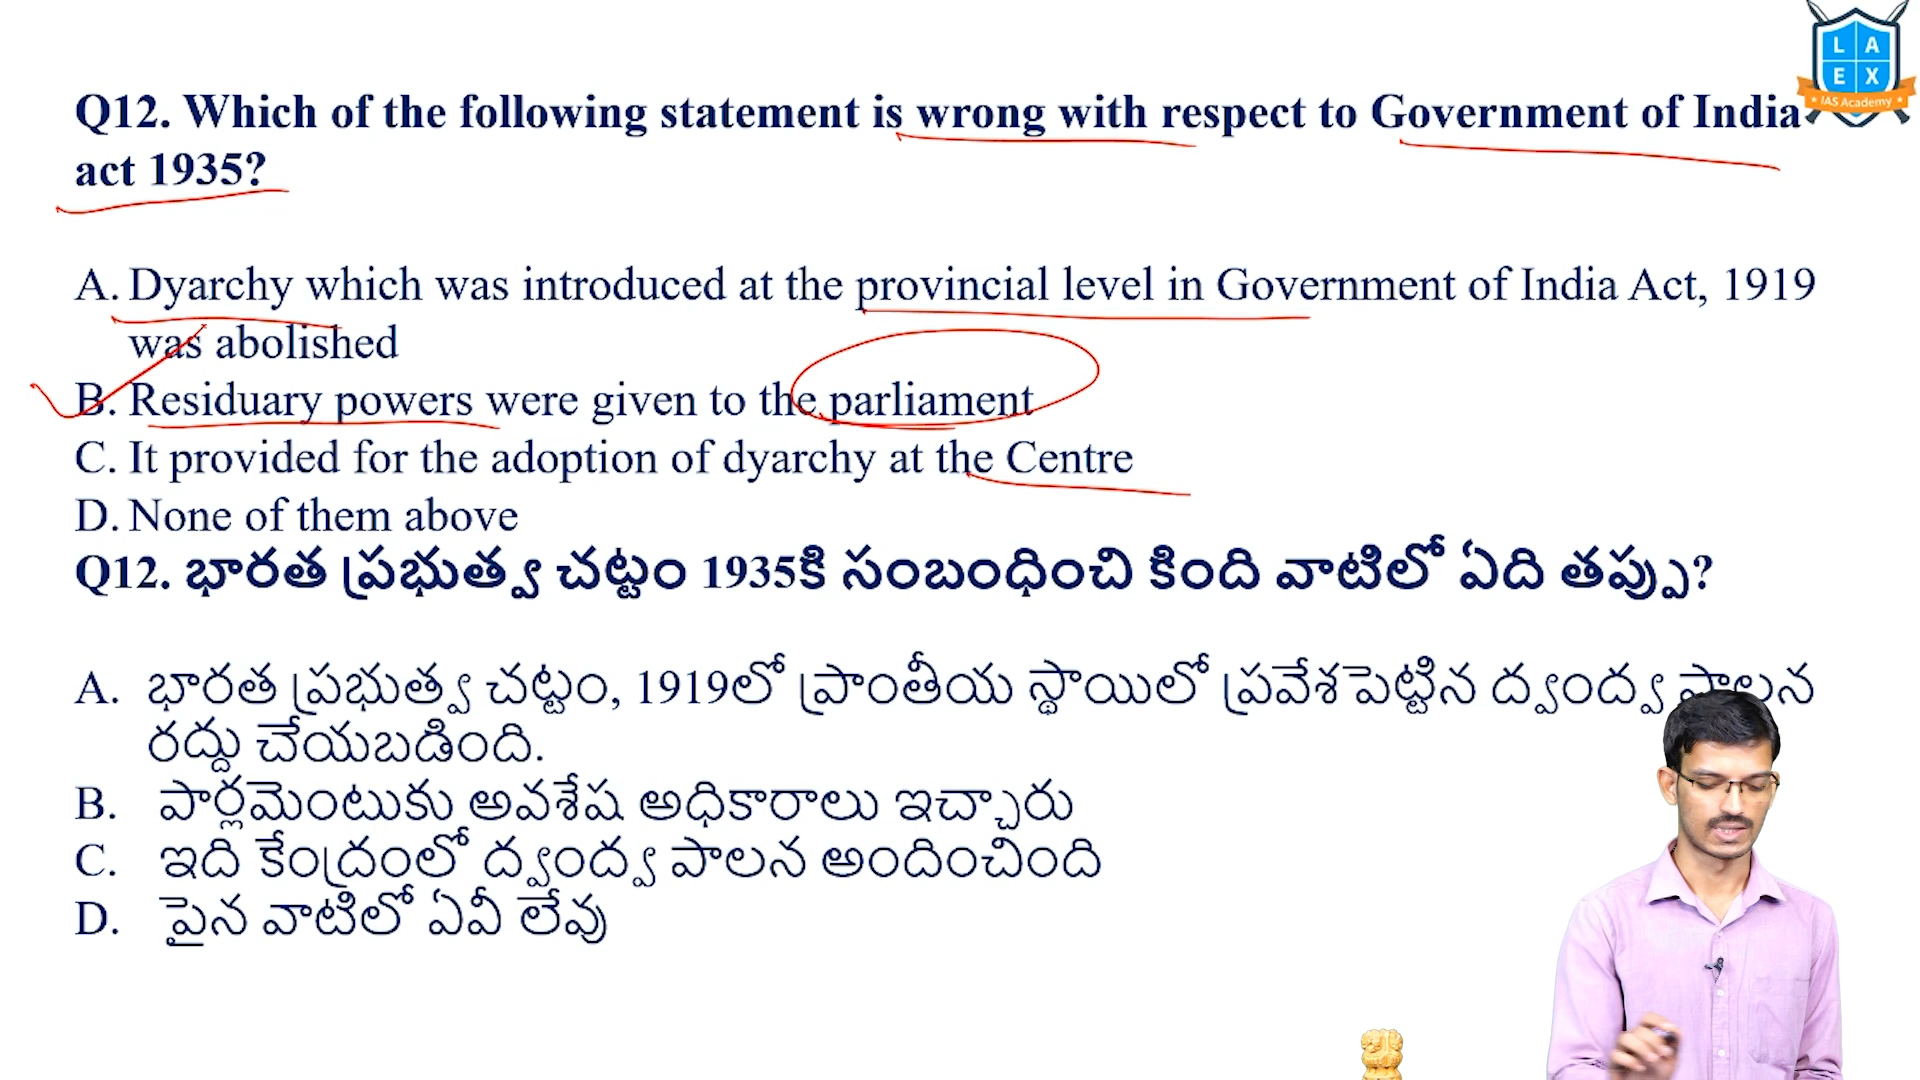 L A
E X
IAS Academy
Q12. Which of the following statement is wrong with respect to Government of India
act 1935?
A. Dyarchy which was introduced at the provincial level in Government of India Act, 1919
was abolished
B. Residuary powers were given to the parliament
C. It provided for the adoption of dyarchy at the Centre
D. None of them above
Q12. భారత ప్రభుత్వ చట్టం 1935కి సంబంధించి కింది వాటిలో ఏది తప్పు?
A. భారత ప్రభుత్వ చట్టం, 1919లో ప్రాంతీయ స్థాయిలో ప్రవేశపెట్టిన ద్వంద్వ పాలన
రద్దు చేయబడింది.
B. పార్లమెంటుకు అవశేష అధికారాలు ఇచ్చారు
C. ఇది కేంద్రంలో ద్వంద్వ పాలన అందించింది
D. పైన వాటిలో ఏవీ లేవు